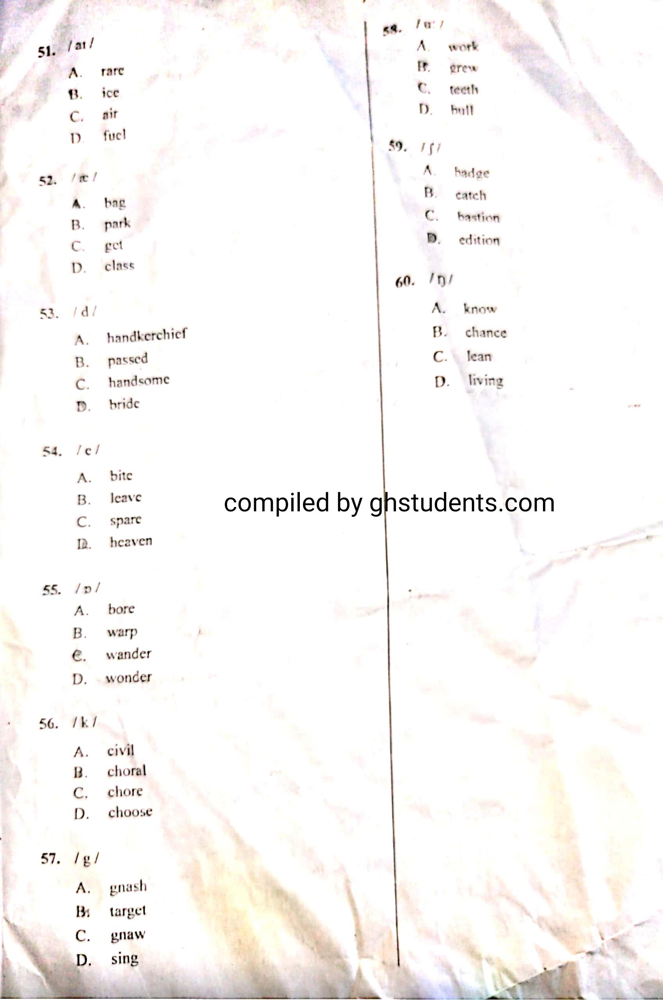 51. / aɪ /
A. rare
B. ice
C. air
D. fuel
52. / æ /
A. bag
B. park
C. get
D. class
53. / d /
A. handkerchief
B. passed
C. handsome
D. bride
54. / e /
A. bite
B. leave
C. spare
D. heaven
55. / ɒ /
A. bore
B. warp
C. wander
D. wonder
56. / k /
A. civil
B. choral
C. chore
D. choose
57. / g /
A. gnash
B. target
C. gnaw
D. sing
58. / u: /
A. work
B. grew
C. teeth
D. bull
59. / ʃ /
A. badge
B. catch
C. bastion
D. edition
60. / ŋ /
A. know
B. chance
C. lean
D. living
compiled by ghstudents.com